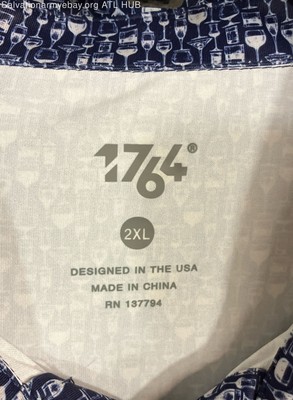 Salvationarmyebay.org ATL HUB
1764®
2XL
DESIGNED IN THE USA
MADE IN CHINA
RN 137794